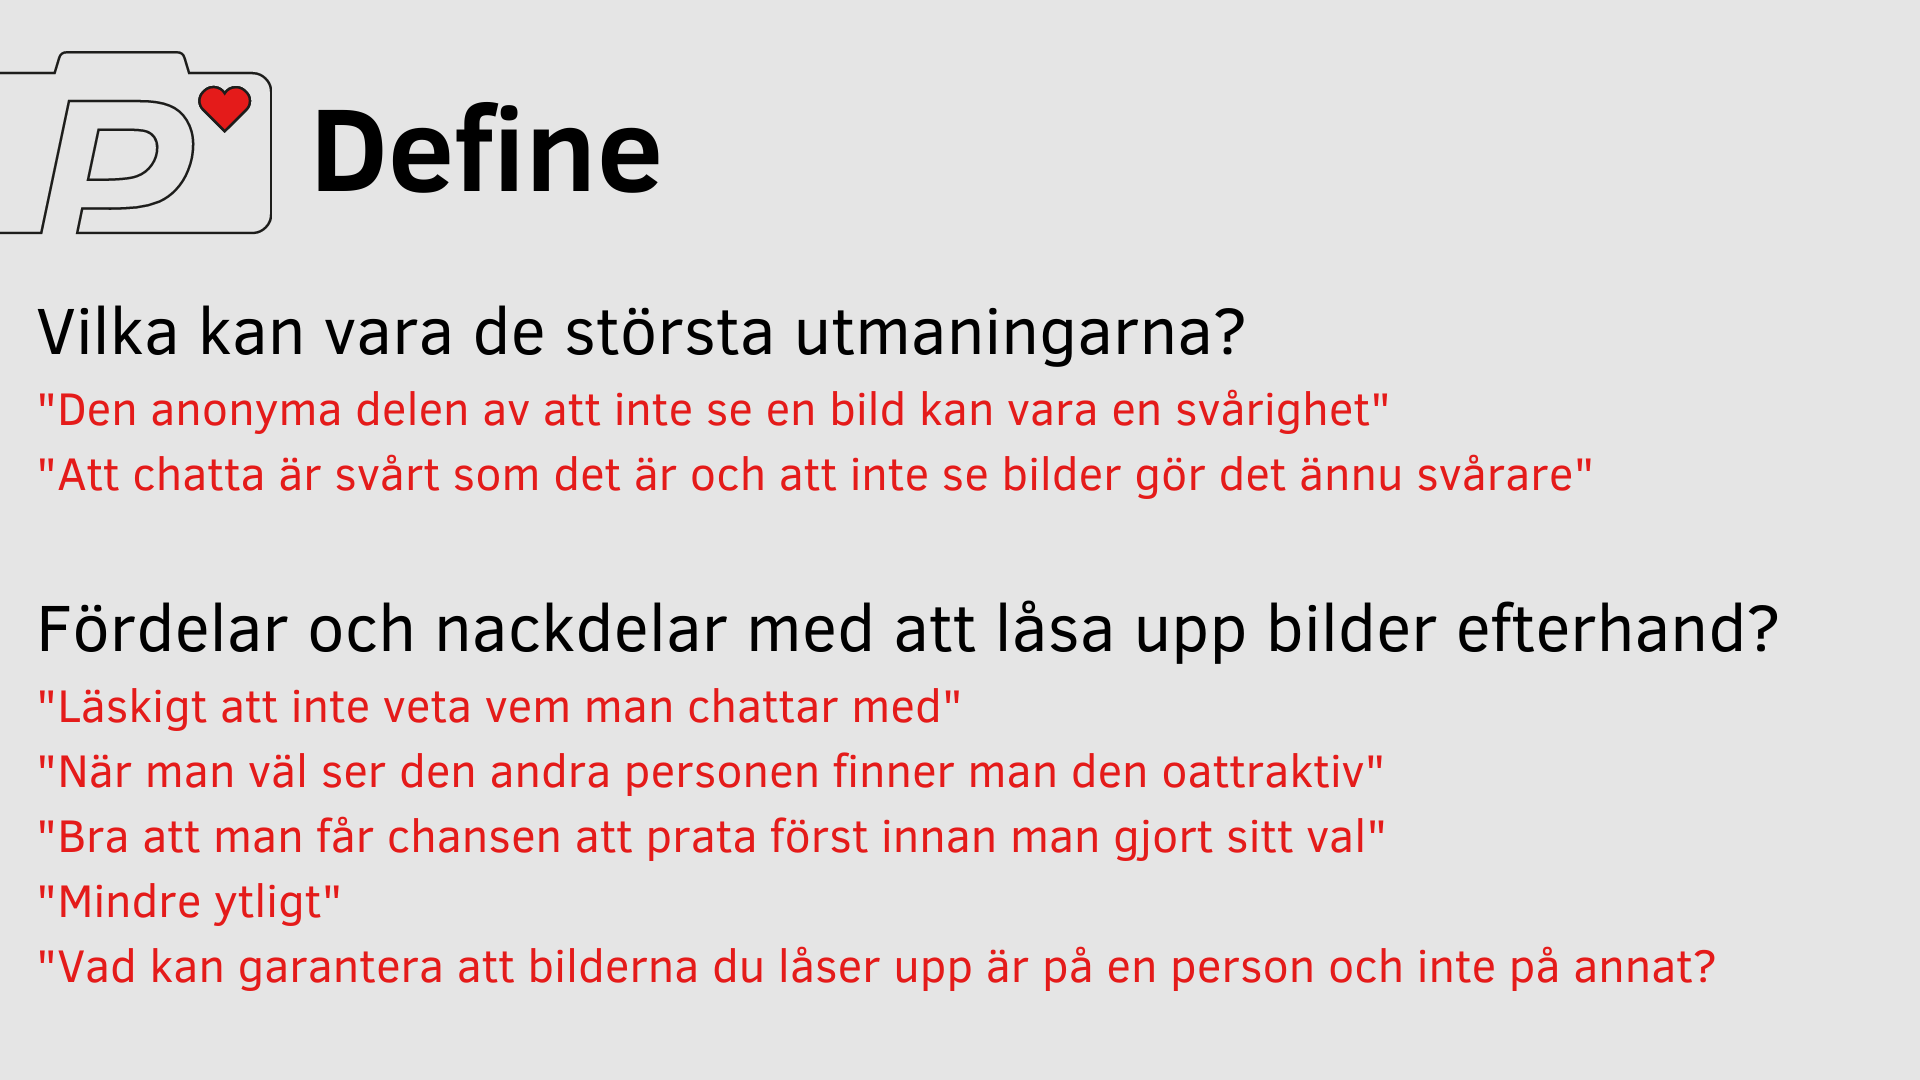 P
Define
Vilka kan vara de största utmaningarna?
"Den anonyma delen av att inte se en bild kan vara en svårighet"
"Att chatta är svårt som det är och att inte se bilder gör det ännu svårare"
Fördelar och nackdelar med att låsa upp bilder efterhand?
"Läskigt att inte veta vem man chattar med"
"När man väl ser den andra personen finner man den oattraktiv"
"Bra att man får chansen att prata först innan man gjort sitt val"
"Mindre ytligt"
"Vad kan garantera att bilderna du låser upp är på en person och inte på annat?